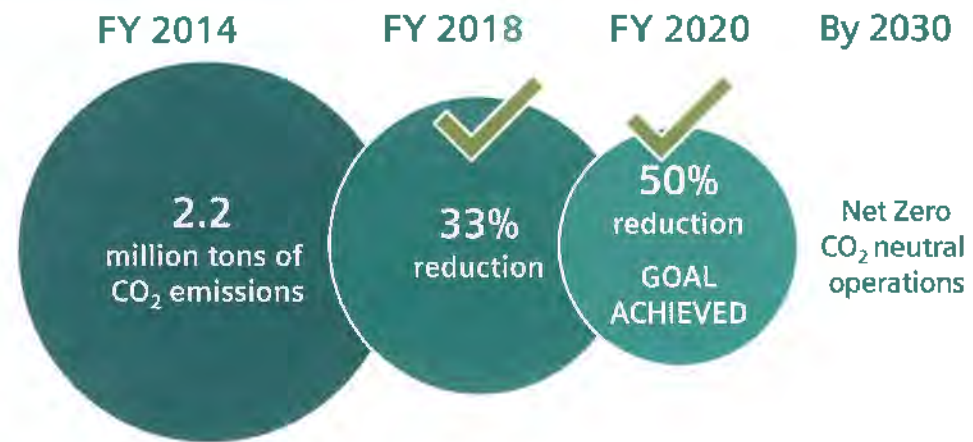 FY 2014
FY 2018
FY 2020
By 2030
2.2
million tons of
CO₂ emissions
33%
reduction
50%
reduction
GOAL
ACHIEVED
Net Zero
CO₂ neutral
operations